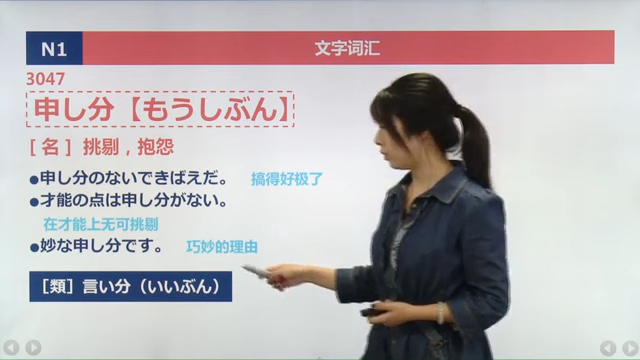 N1
文字词汇
3047
申し分【もうしぶん】
[ 名 ] 挑剔，抱怨
●申し分のないできばえだ。 搞得好极了
●才能の点は申し分がない。
在才能上无可挑剔
●妙な申し分です。 巧妙的理由
［類］言い分（いいぶん）